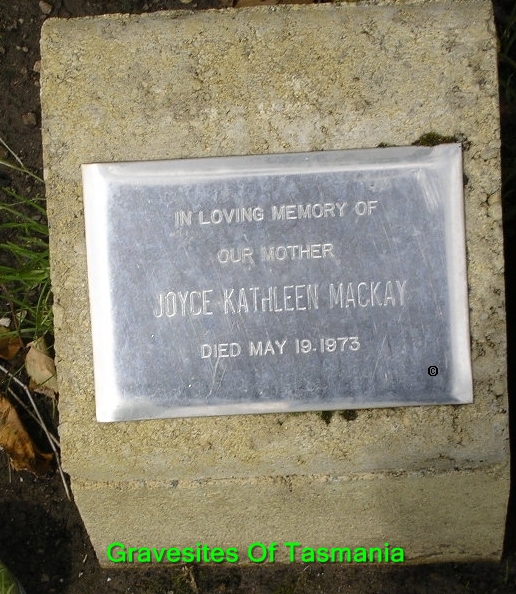 IN LOVING MEMORY OF
OUR MOTHER
JOYCE KATHLEEN MACKAY
DIED MAY 19.1973
©
Gravesites Of Tasmania